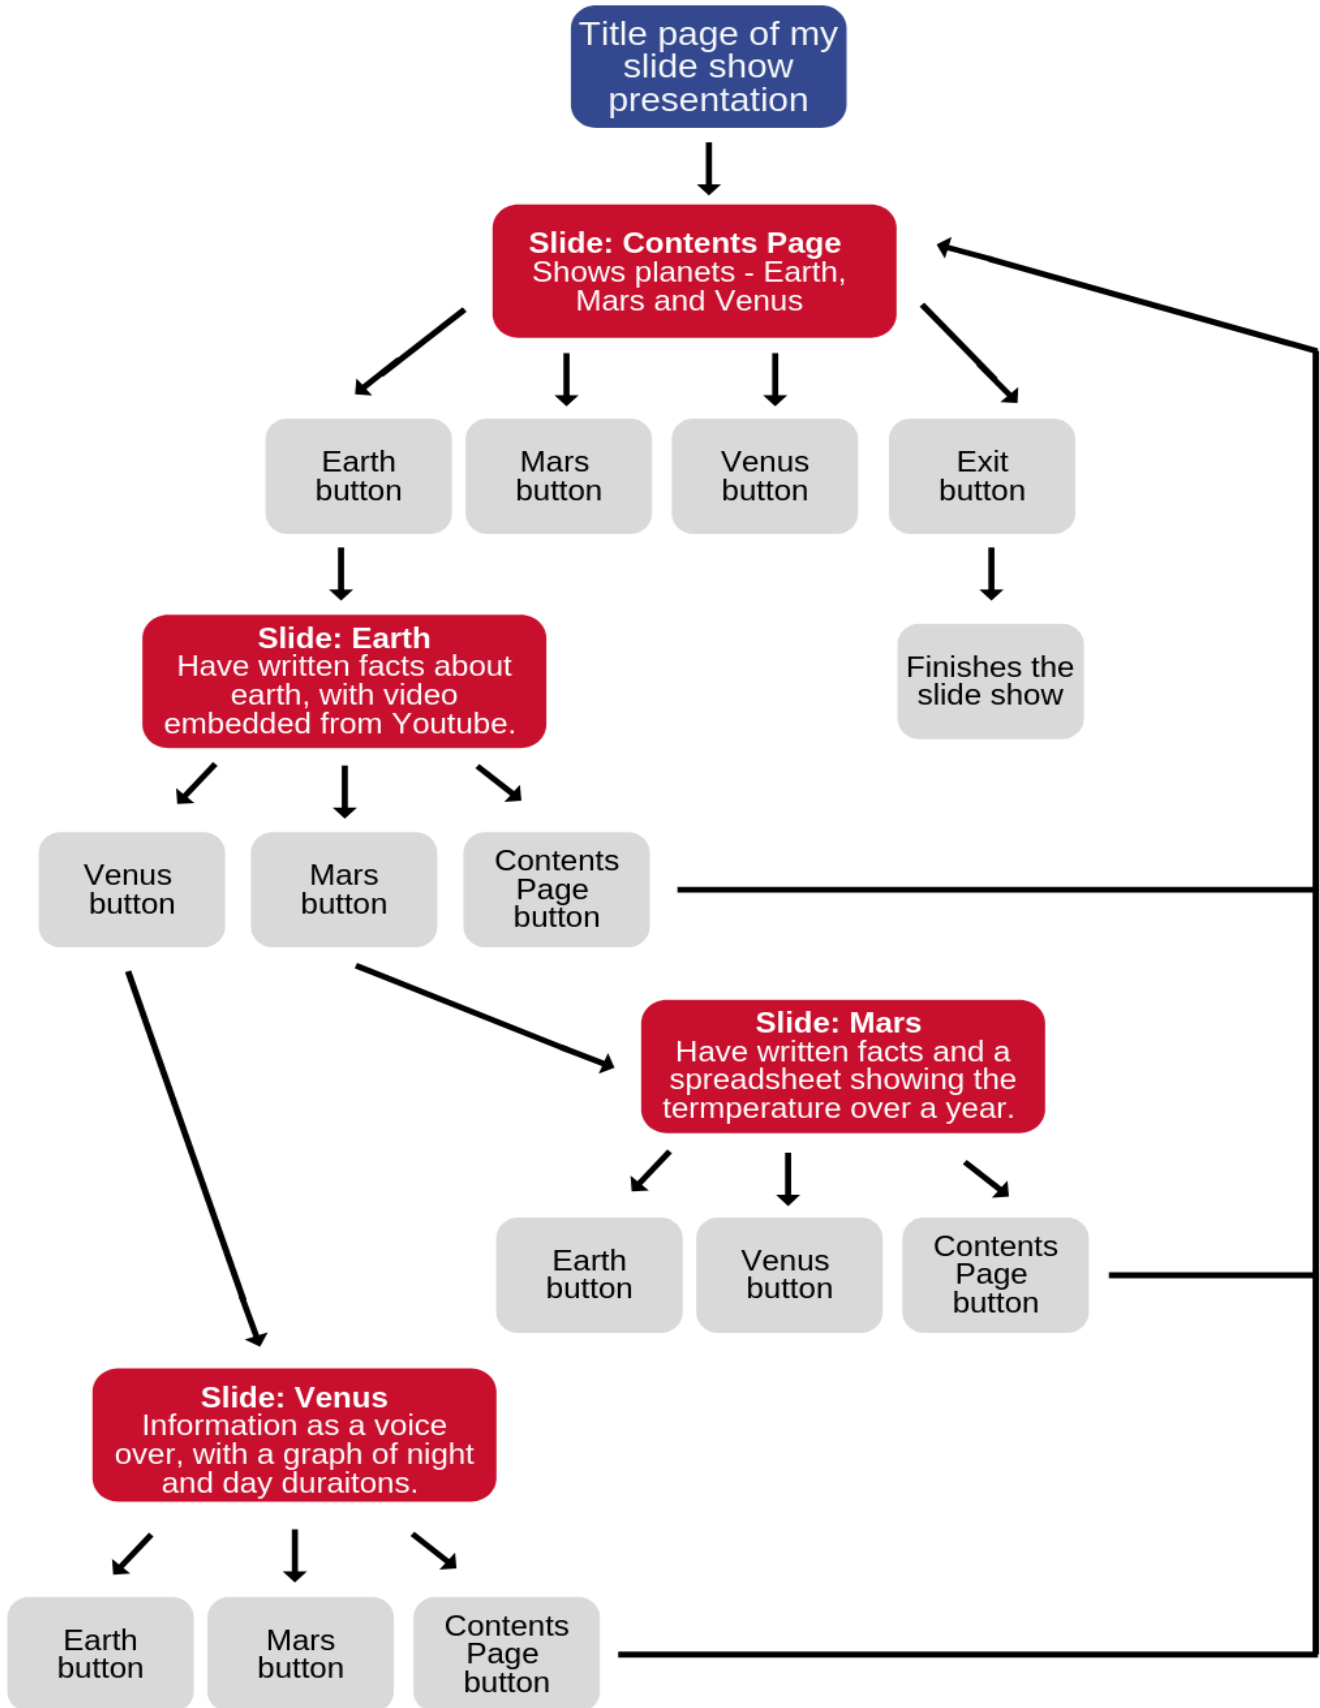 Title page of my
slide show
presentation
Slide: Contents Page
Shows planets - Earth,
Mars and Venus
Earth
button
Mars
button
Venus
button
Exit
button
Slide: Earth
Have written facts about
earth, with video
embedded from Youtube.
Finishes the
slide show
Venus
button
Mars
button
Contents
Page
button
Slide: Mars
Have written facts and a
spreadsheet showing the
termperature over a year.
Earth
button
Venus
button
Contents
Page
button
Slide: Venus
Information as a voice
over, with a graph of night
and day duraitons.
Earth
button
Mars
button
Contents
Page
button